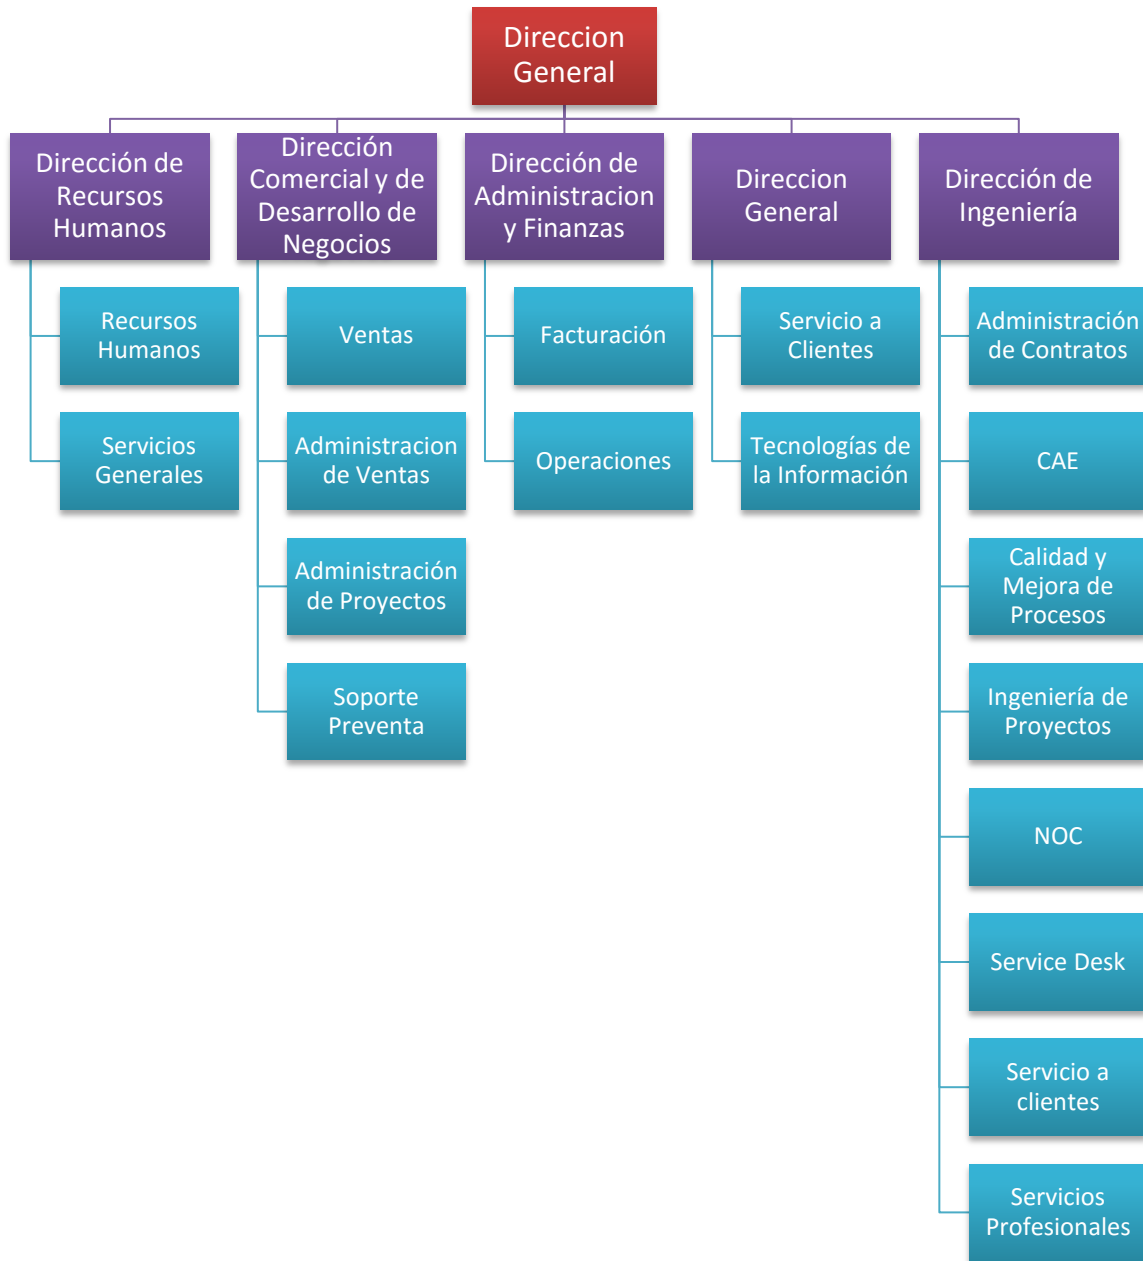 Direccion
General
Dirección de
Recursos
Humanos
Dirección
Comercial y de
Desarrollo de
Negocios
Dirección de
Administracion
y Finanzas
Direccion
General
Dirección de
Ingeniería
Recursos
Humanos
Servicios
Generales
Ventas
Administracion
de Ventas
Administración
de Proyectos
Soporte
Preventa
Facturación
Operaciones
Servicio a
Clientes
Tecnologías de
la Información
Administración
de Contratos
CAE
Calidad y
Mejora de
Procesos
Ingeniería de
Proyectos
NOC
Service Desk
Servicio a
clientes
Servicios
Profesionales